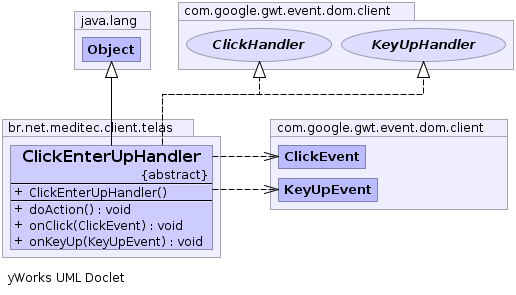 java.lang
Object
com.google.gwt.event.dom.client
ClickHandler
KeyUpHandler
br.net.meditec.client.telas
ClickEnterUpHandler
{abstract}
+ ClickEnterUpHandler()
+ doAction() : void
+ onClick(ClickEvent) : void
+ onKeyUp(KeyUpEvent) : void
com.google.gwt.event.dom.client
ClickEvent
KeyUpEvent
yWorks UML Doclet